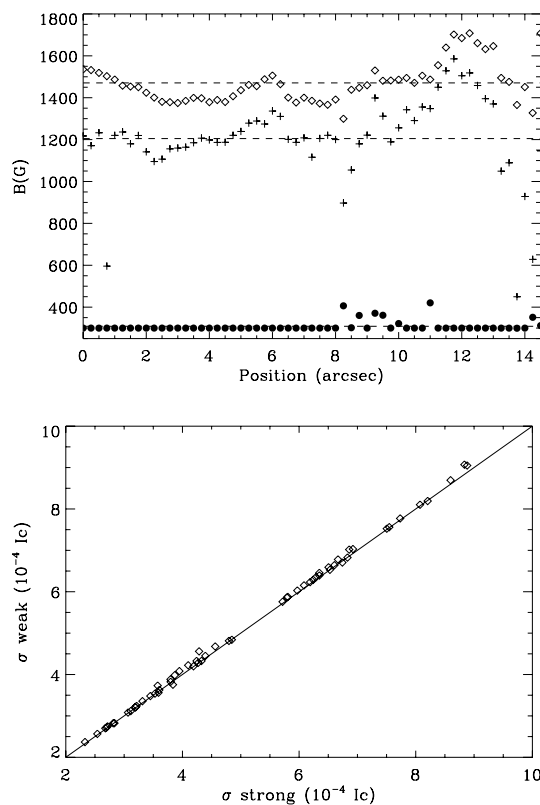 1800
1600
1400
1200
1000
800
600
400
B(G)
0 2 4 6 8 10 12 14
Position (arcsec)
10
8
6
4
2
σ weak (10⁻⁴ Ic)
2 4 6 8 10
σ strong (10⁻⁴ Ic)